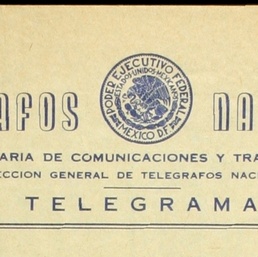 AFOS NA
PODER EJECUTIVO FEDERAL
ESTADOS UNIDOS MEXICANOS
MEXICO DF
ARIA DE COMUNICACIONES Y TRA
ECCION GENERAL DE TELEGRAFOS NAC
TELEGRAMA